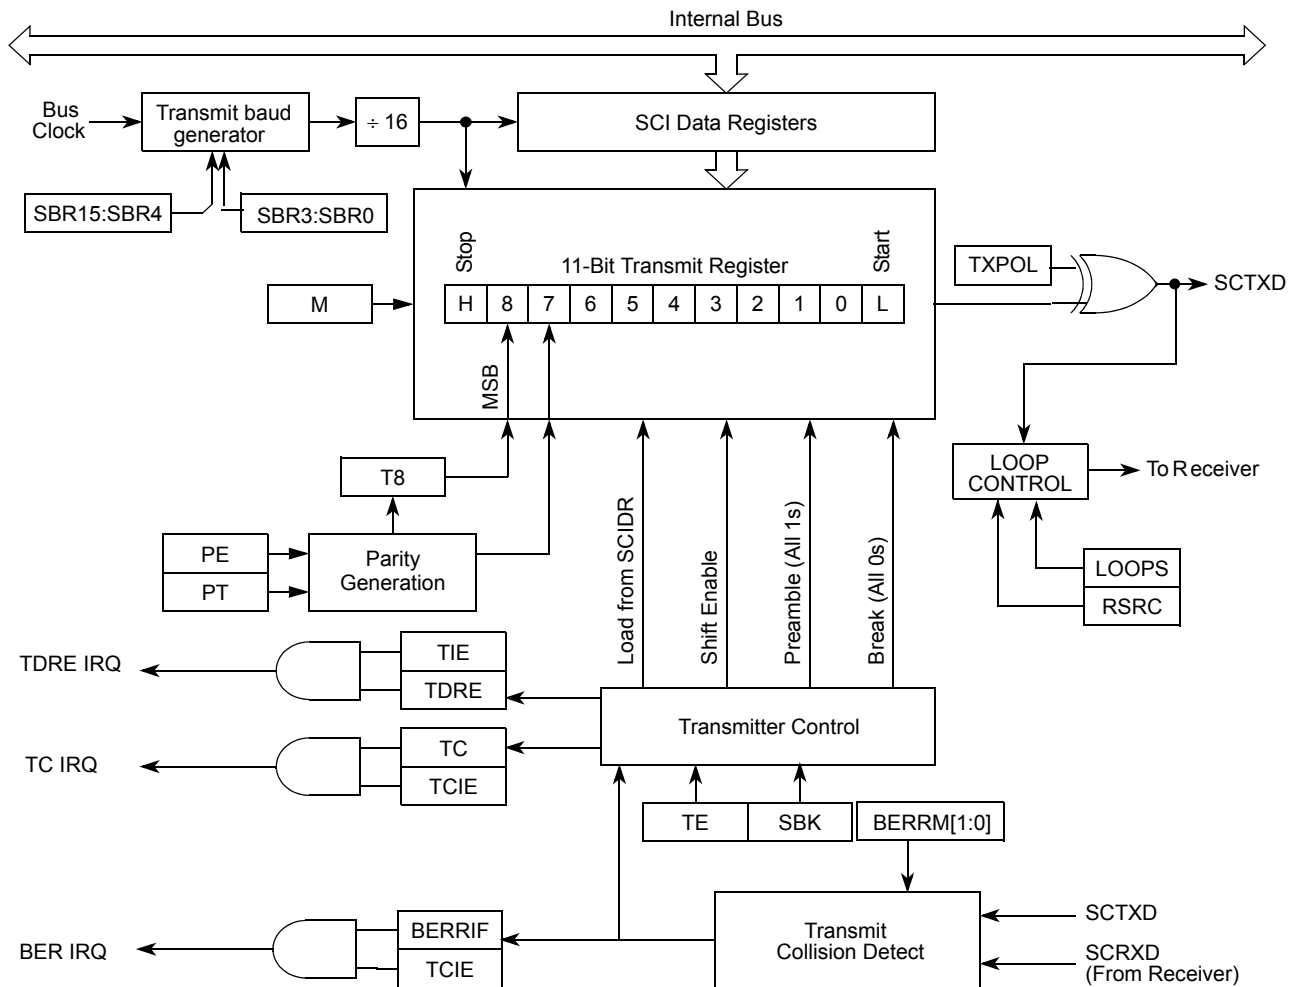 Internal Bus
Bus
Clock
Transmit baud
generator
÷ 16
SCI Data Registers
SBR15:SBR4
SBR3:SBR0
Stop
11-Bit Transmit Register
Start
H 8 7 6 5 4 3 2 1 0 L
M
TXPOL
SCTXD
MSB
T8
LOOP
CONTROL
To Receiver
PE
PT
Parity
Generation
Load from SCIDR
Shift Enable
Preamble (All 1s)
Break (All 0s)
LOOPS
RSRC
TDRE IRQ
TIE
TDRE
Transmitter Control
TC IRQ
TC
TCIE
TE
SBK
BERRM[1:0]
BER IRQ
BERRIF
TCIE
Transmit
Collision Detect
SCTXD
SCRXD
(From Receiver)